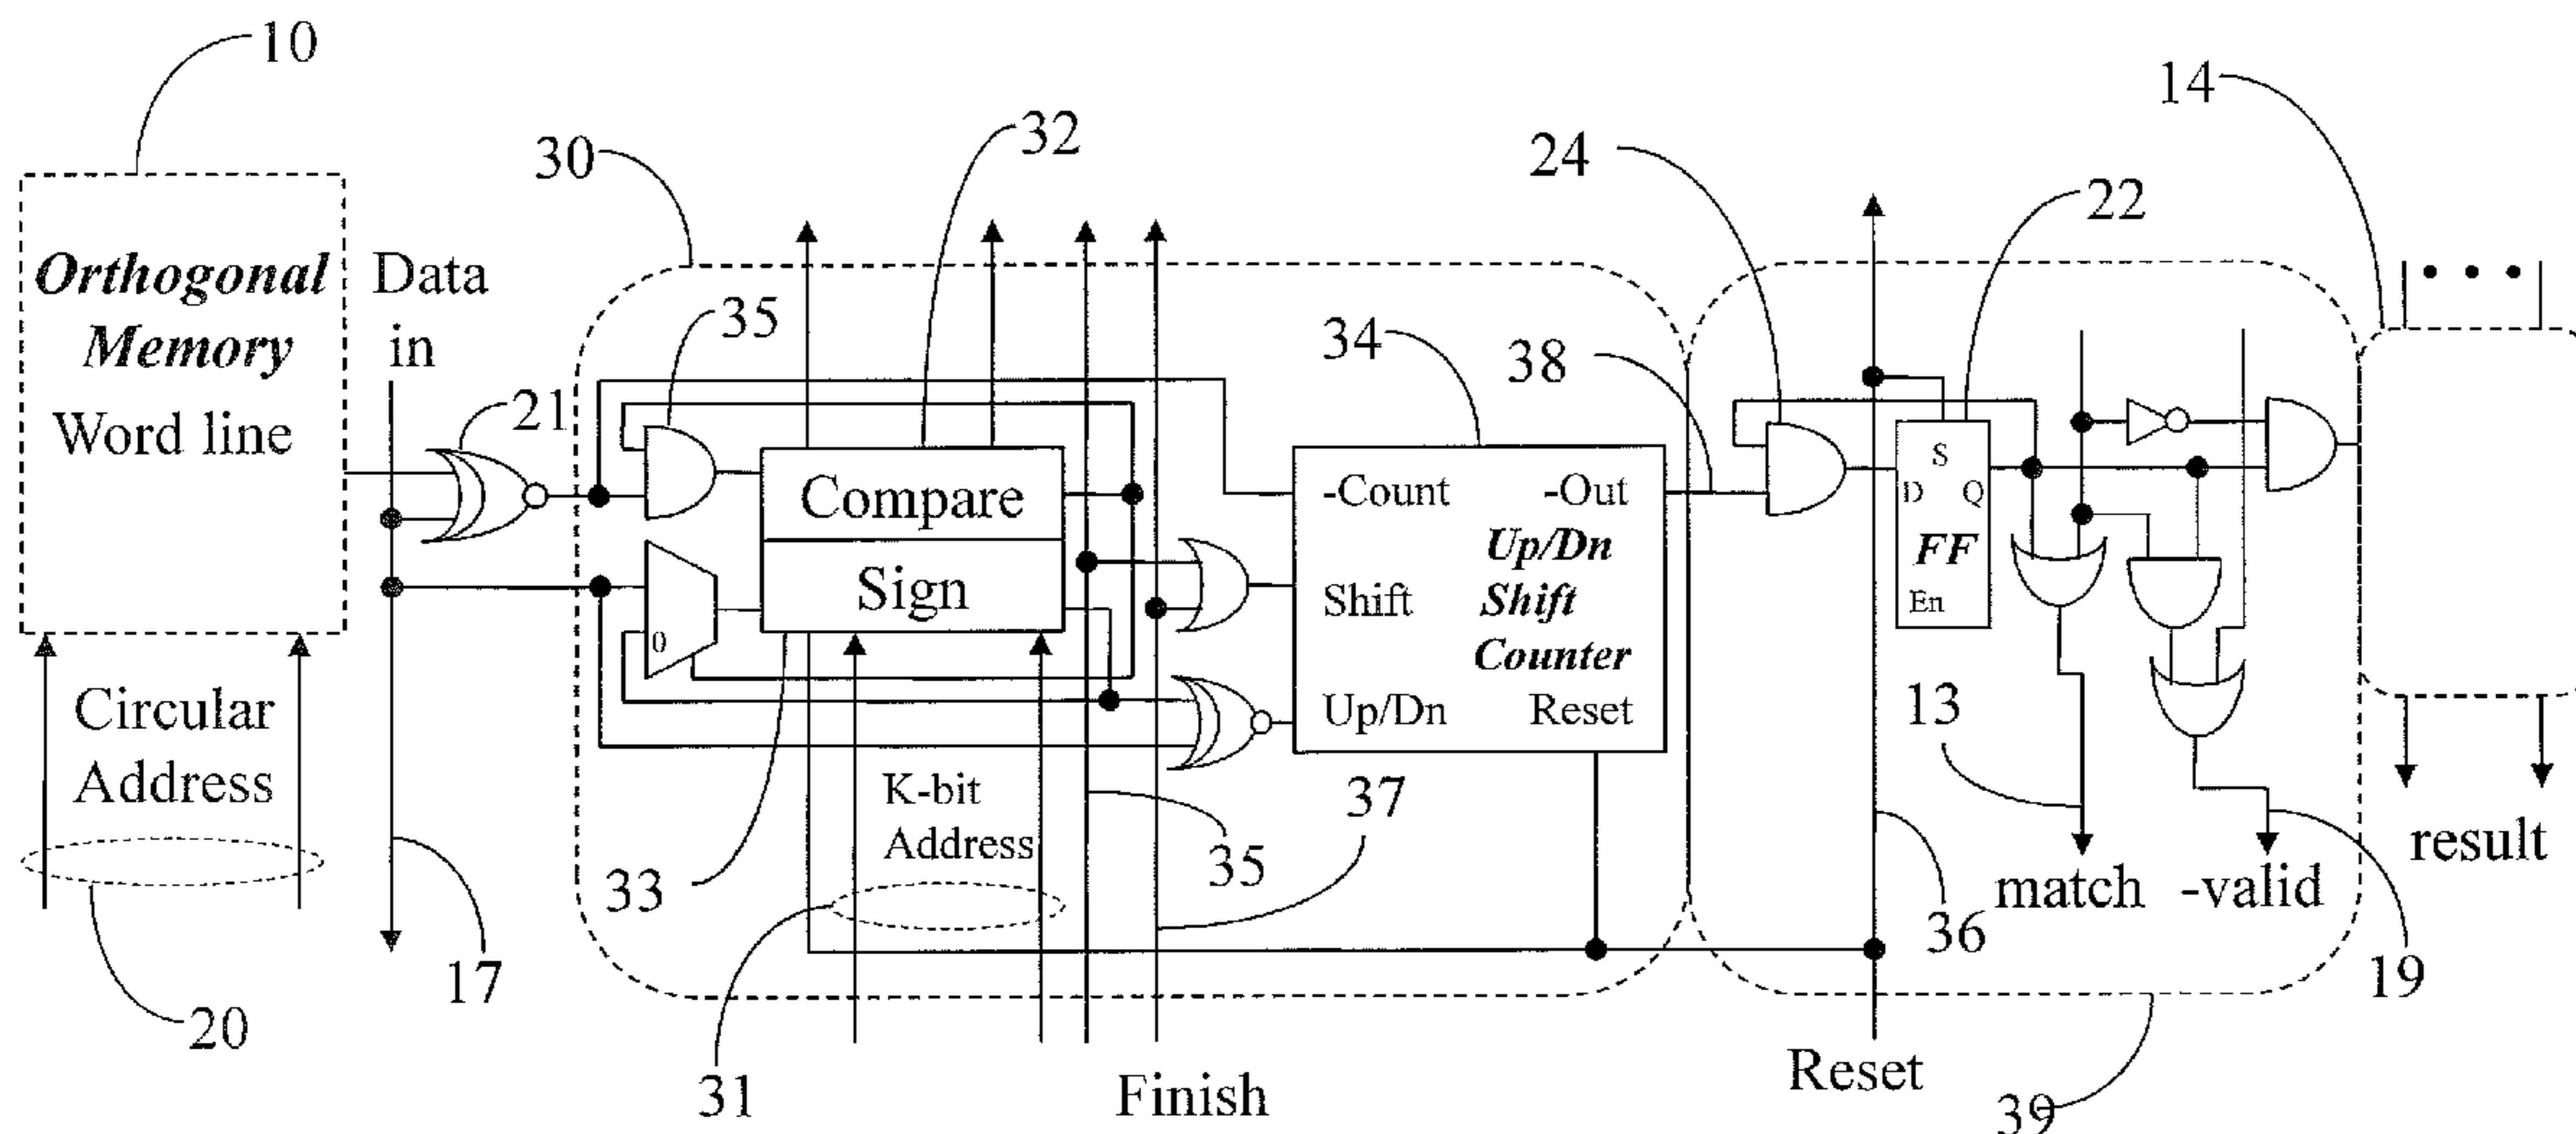 10
14
32
30
24
22
Orthogonal
Memory
Word line
Data
in
35
34
38
21
Compare
Sign
0
-Count
-Out
Up/Dn
Shift
Shift
Counter
Up/Dn
Reset
S
D
Q
FF
En
Circular
Address
K-bit
Address
33
35
37
13
36
match
-valid
result
17
19
20
31
Finish
Reset
39